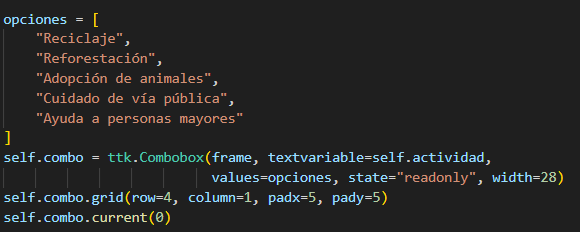 opciones = [
    "Reciclaje",
    "Reforestación",
    "Adopción de animales",
    "Cuidado de vía pública",
    "Ayuda a personas mayores"
]
self.combo = ttk.Combobox(frame, textvariable=self.actividad,
                          values=opciones, state="readonly", width=28)
self.combo.grid(row=4, column=1, padx=5, pady=5)
self.combo.current(0)